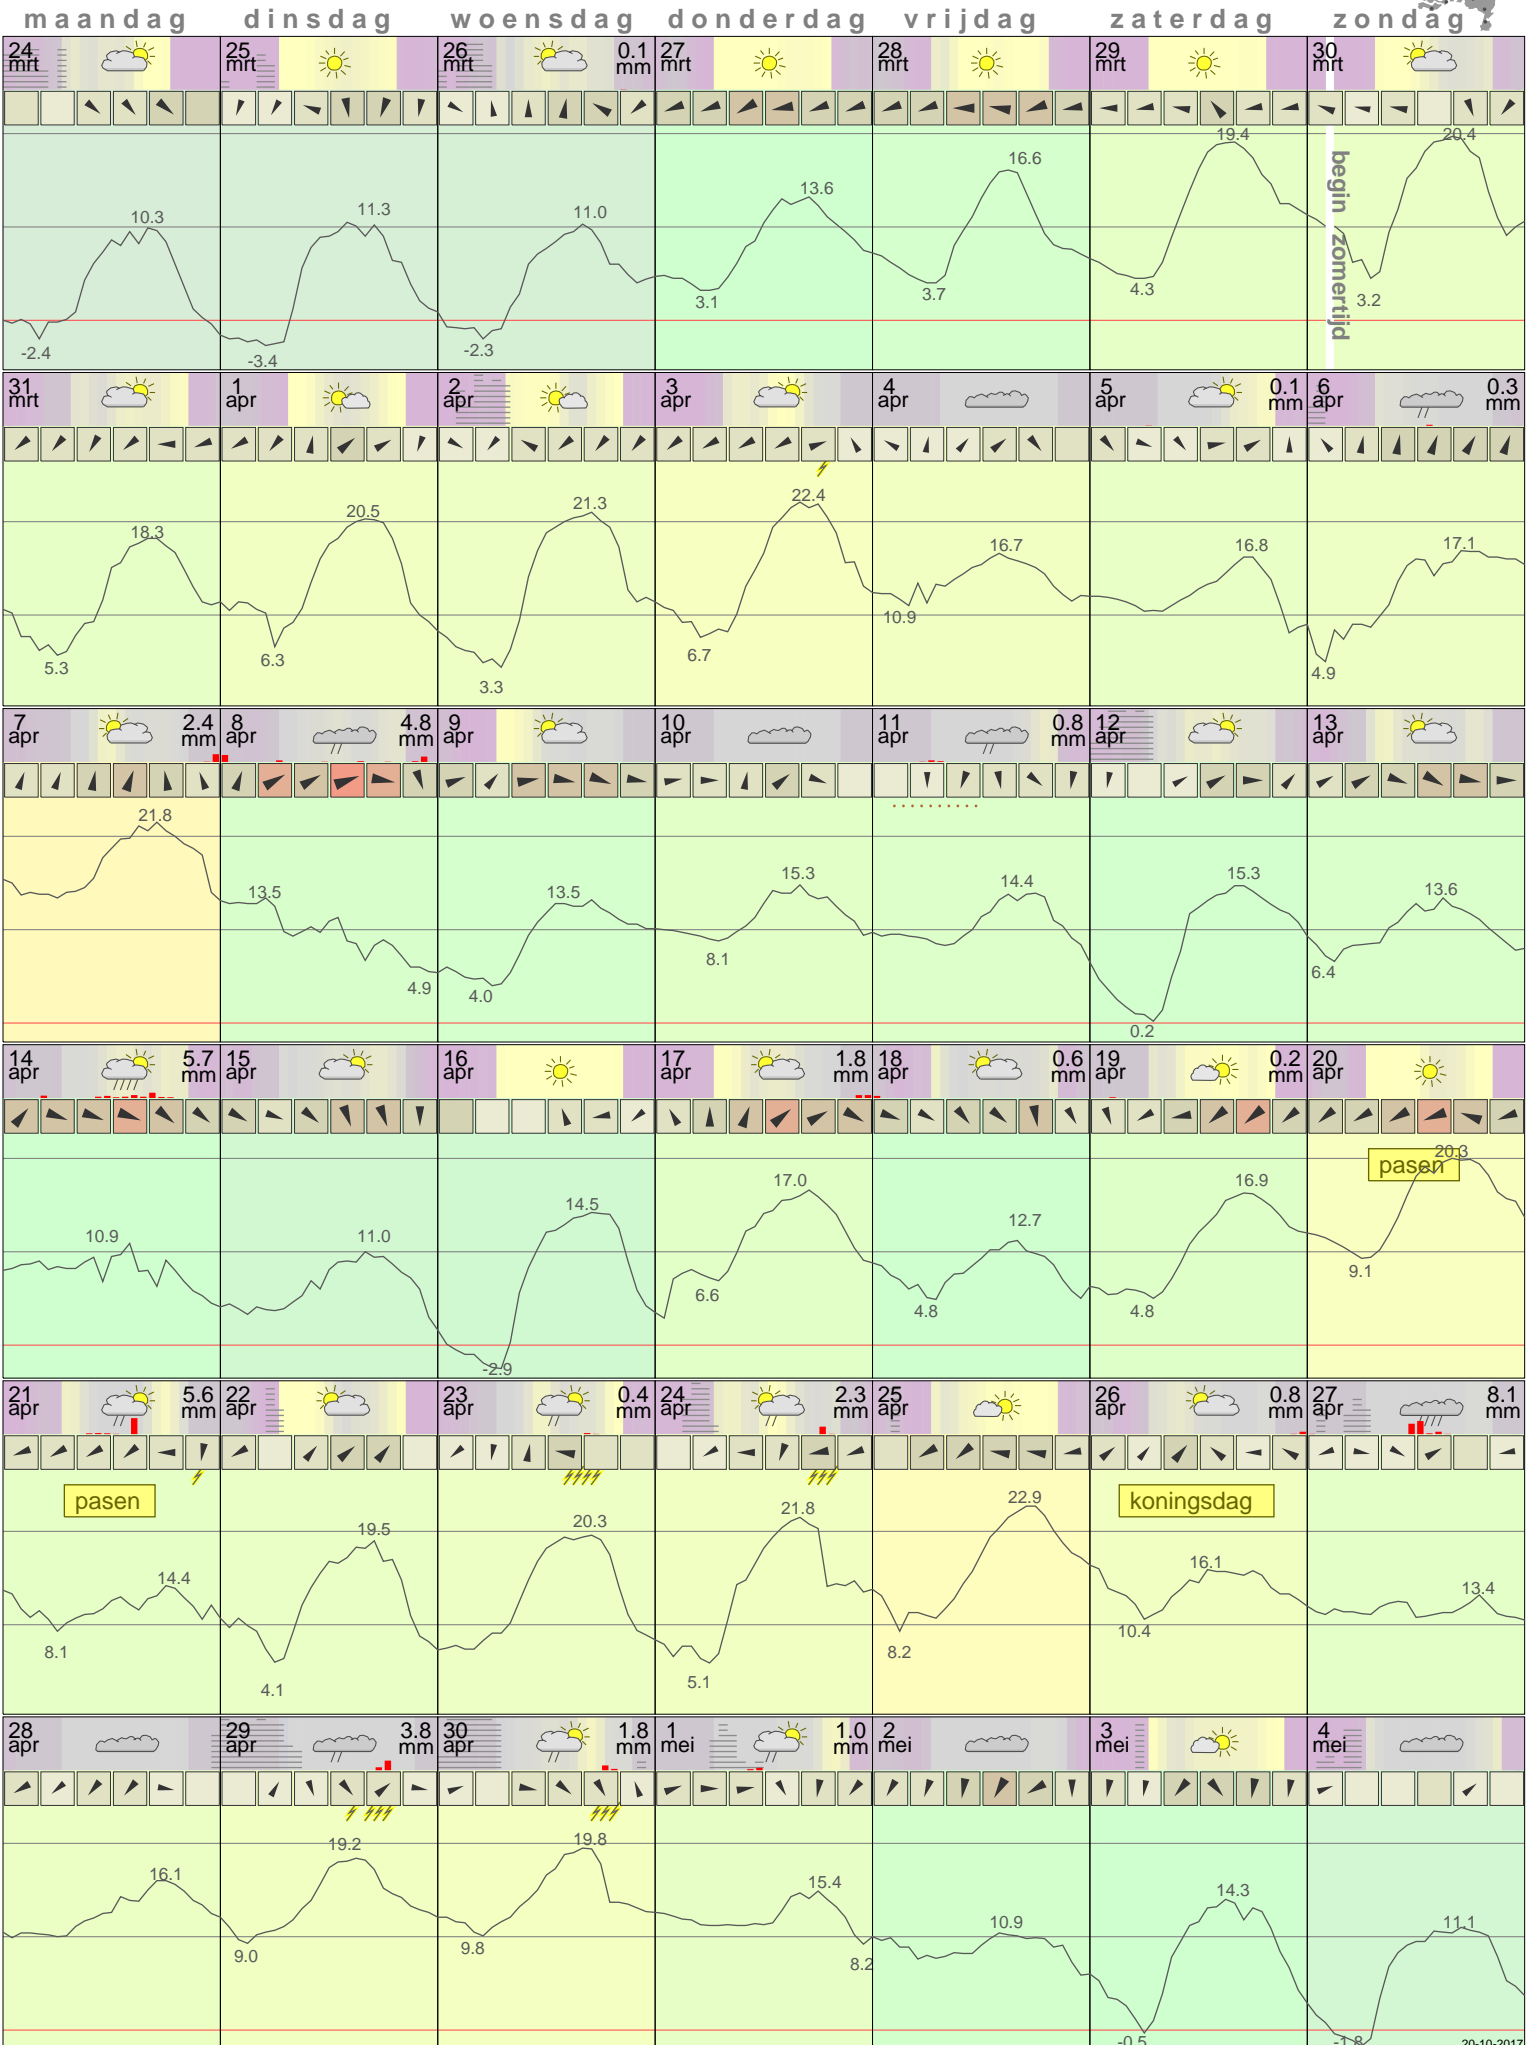 maandag dinsdag woensdag donderdag vrijdag zaterdag zondag
24 mrt
25 mrt
26 mrt 0.1 mm
27 mrt
28 mrt
29 mrt
30 mrt
10.3
-2.4
11.3
-3.4
11.0
-2.3
13.6
3.1
16.6
3.7
19.4
4.3
20.4
3.2
begin zomertijd
31 mrt
1 apr
2 apr
3 apr
4 apr
5 apr 0.1 mm
6 apr 0.3 mm
18.3
5.3
20.5
6.3
21.3
3.3
22.4
6.7
16.7
10.9
16.8
17.1
4.9
7 apr 2.4 mm
8 apr 4.8 mm
9 apr
10 apr
11 apr 0.8 mm
12 apr
13 apr
21.8
13.5
4.9
13.5
4.0
15.3
8.1
14.4
15.3
0.2
13.6
6.4
14 apr 5.7 mm
15 apr
16 apr
17 apr 1.8 mm
18 apr 0.6 mm
19 apr 0.2 mm
20 apr
10.9
11.0
14.5
-2.9
17.0
6.6
12.7
4.8
16.9
4.8
pasen
20.3
9.1
21 apr 5.6 mm
22 apr
23 apr 0.4 mm
24 apr 2.3 mm
25 apr
26 apr 0.8 mm
27 apr 8.1 mm
pasen
14.4
8.1
19.5
4.1
20.3
21.8
5.1
22.9
8.2
koningsdag
16.1
10.4
13.4
28 apr
29 apr 3.8 mm
30 apr 1.8 mm
1 mei 1.0 mm
2 mei
3 mei
4 mei
16.1
19.2
9.0
19.8
9.8
15.4
8.2
10.9
14.3
-0.5
11.1
-1.8
20-10-2017